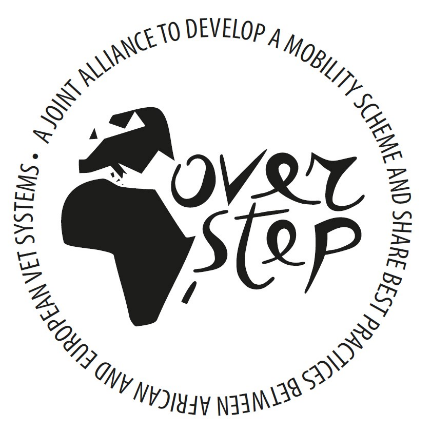 • A JOINT ALLIANCE TO DEVELOP A MOBILITY SCHEME AND SHARE BEST PRACTICES BETWEEN AFRICAN AND EUROPEAN VET SYSTEMS
over
step